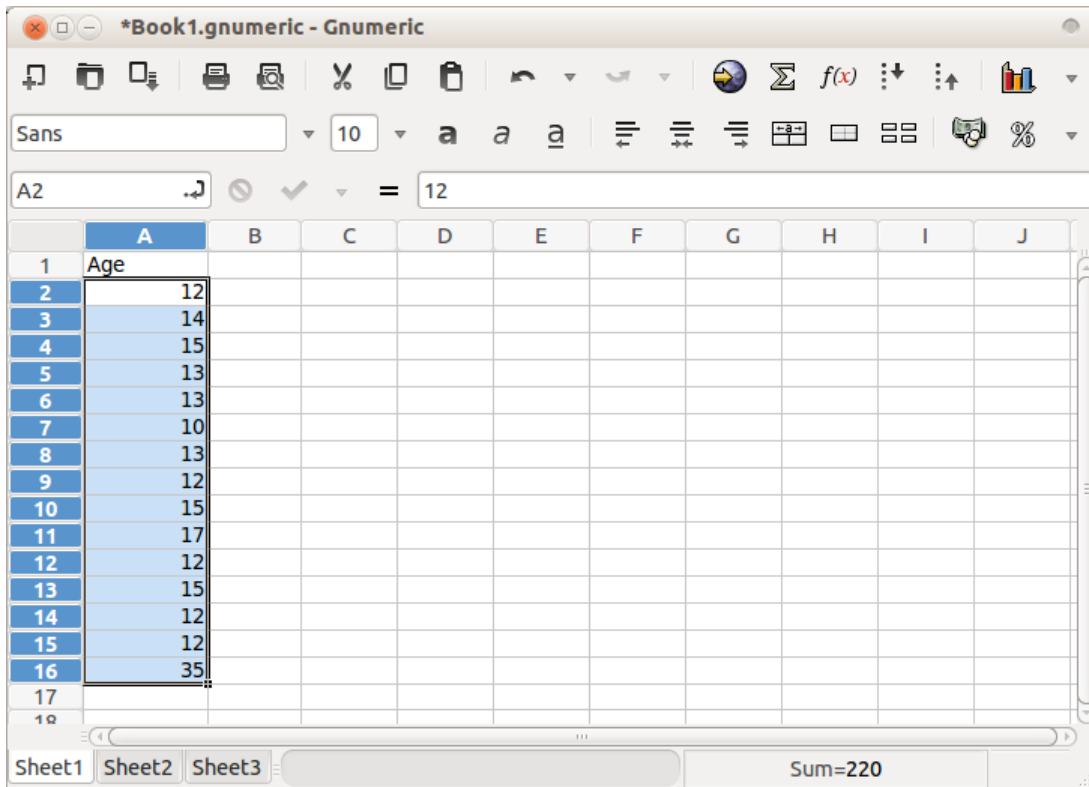 *Book1.gnumeric - Gnumeric
f(x)
Sans 10 a a a a %
A2 = 12
A B C D E F G H I J
1 Age
2 12
3 14
4 15
5 13
6 13
7 10
8 13
9 12
10 15
11 17
12 12
13 15
14 12
15 12
16 35
17
18
Sheet1 Sheet2 Sheet3 Sum=220